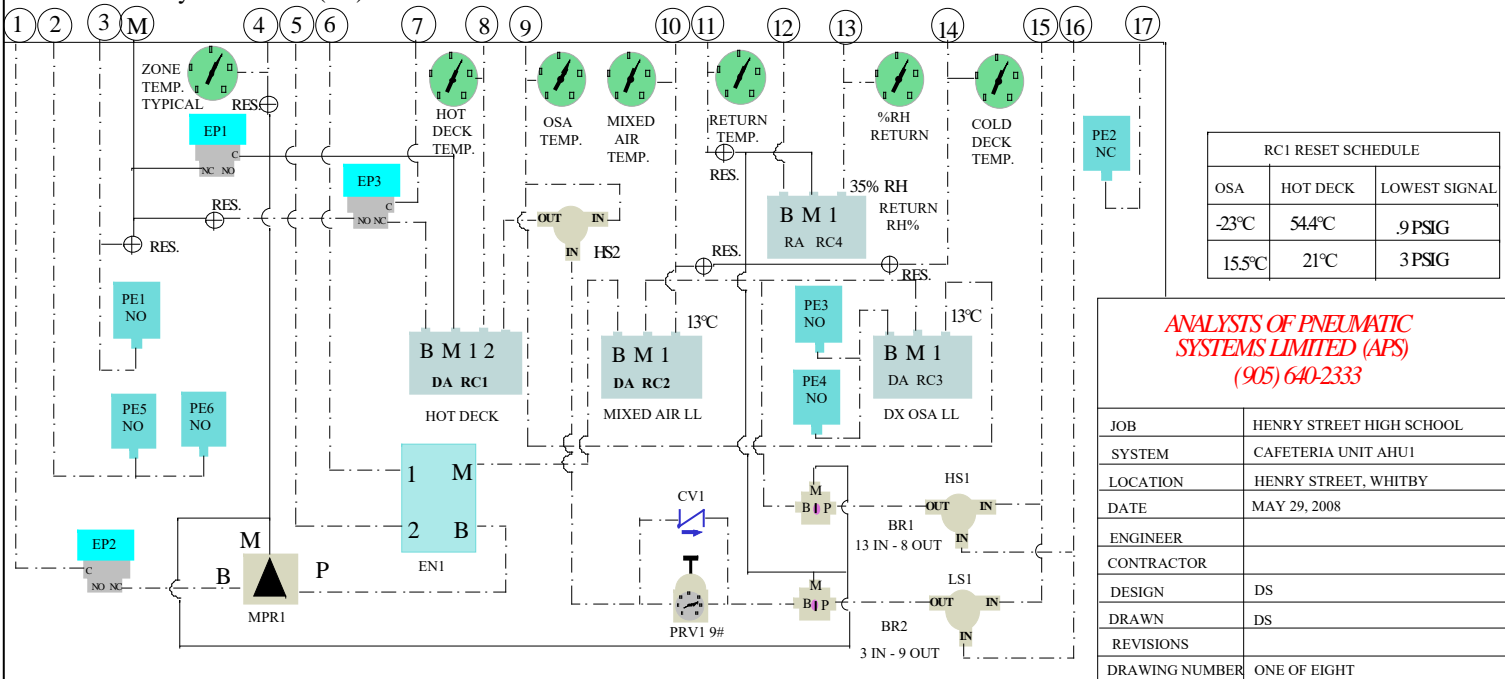 1 2 3 M 4 5 6 7 8 9 10 11 12 13 14 15 16 17
ZONE
TEMP.
TYPICAL
RES.
HOT
DECK
TEMP.
OSA
TEMP.
MIXED
AIR
TEMP.
RETURN
TEMP.
%RH
RETURN
COLD
DECK
TEMP.
EP1
C
NC NO
EP3
C
NO NC
RES.
RES.
RES.
35% RH
RETURN
RH%
B M 1
RA RC4
OUT IN
IN
HS2
RES.
RES.
PE2
NC
RC1 RESET SCHEDULE
OSA HOT DECK LOWEST SIGNAL
-23°C 54.4°C .9 PSIG
15.5°C 21°C 3 PSIG
PE1
NO
PE5
NO
PE6
NO
B M 1 2
DA RC1
HOT DECK
13°C
B M 1
DA RC2
MIXED AIR LL
PE3
NO
PE4
NO
13°C
B M 1
DA RC3
DX OSA LL
1 M
2 B
EN1
EP2
C
NO NC
M
B P
MPR1
CV1
PRV1 9#
M
B P
BR1
13 IN - 8 OUT
HS1
OUT IN
IN
M
B P
BR2
3 IN - 9 OUT
LS1
OUT IN
IN
ANALYSTS OF PNEUMATIC
SYSTEMS LIMITED (APS)
(905) 640-2333
JOB HENRY STREET HIGH SCHOOL
SYSTEM CAFETERIA UNIT AHU1
LOCATION HENRY STREET, WHITBY
DATE MAY 29, 2008
ENGINEER
CONTRACTOR
DESIGN DS
DRAWN DS
REVISIONS
DRAWING NUMBER ONE OF EIGHT